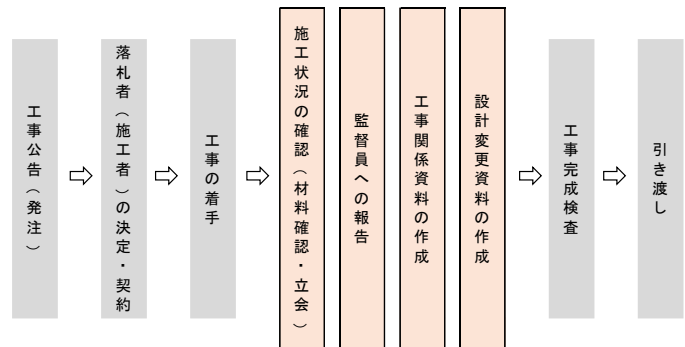 工事公告（発注）
落札者（施工者）の決定・契約
工事の着手
施工状況の確認（材料確認・立会）
監督員への報告
工事関係資料の作成
設計変更資料の作成
工事完成検査
引き渡し